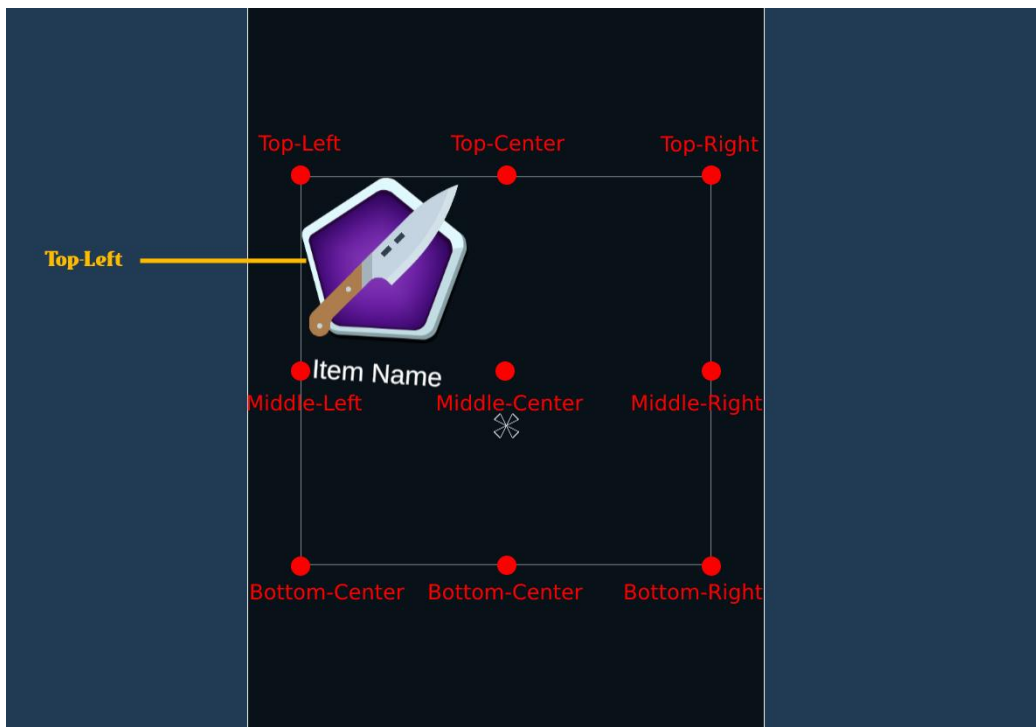 Top-Left
Top-Center
Top-Right
Top-Left
Item Name
Middle-Left
Middle-Center
Middle-Right
Bottom-Center
Bottom-Center
Bottom-Right